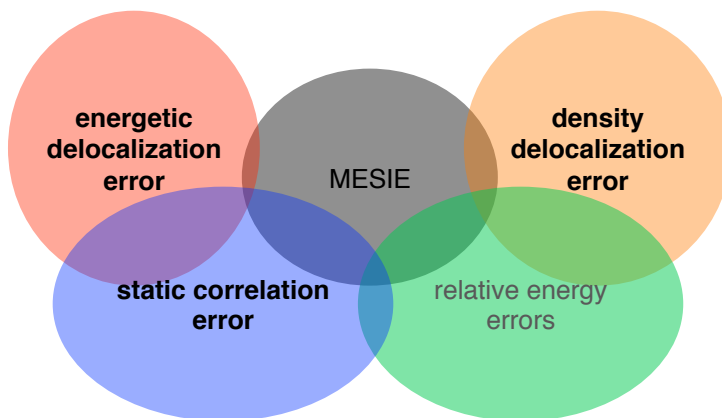 energetic
delocalization
error
MESIE
density
delocalization
error
static correlation
error
relative energy
errors